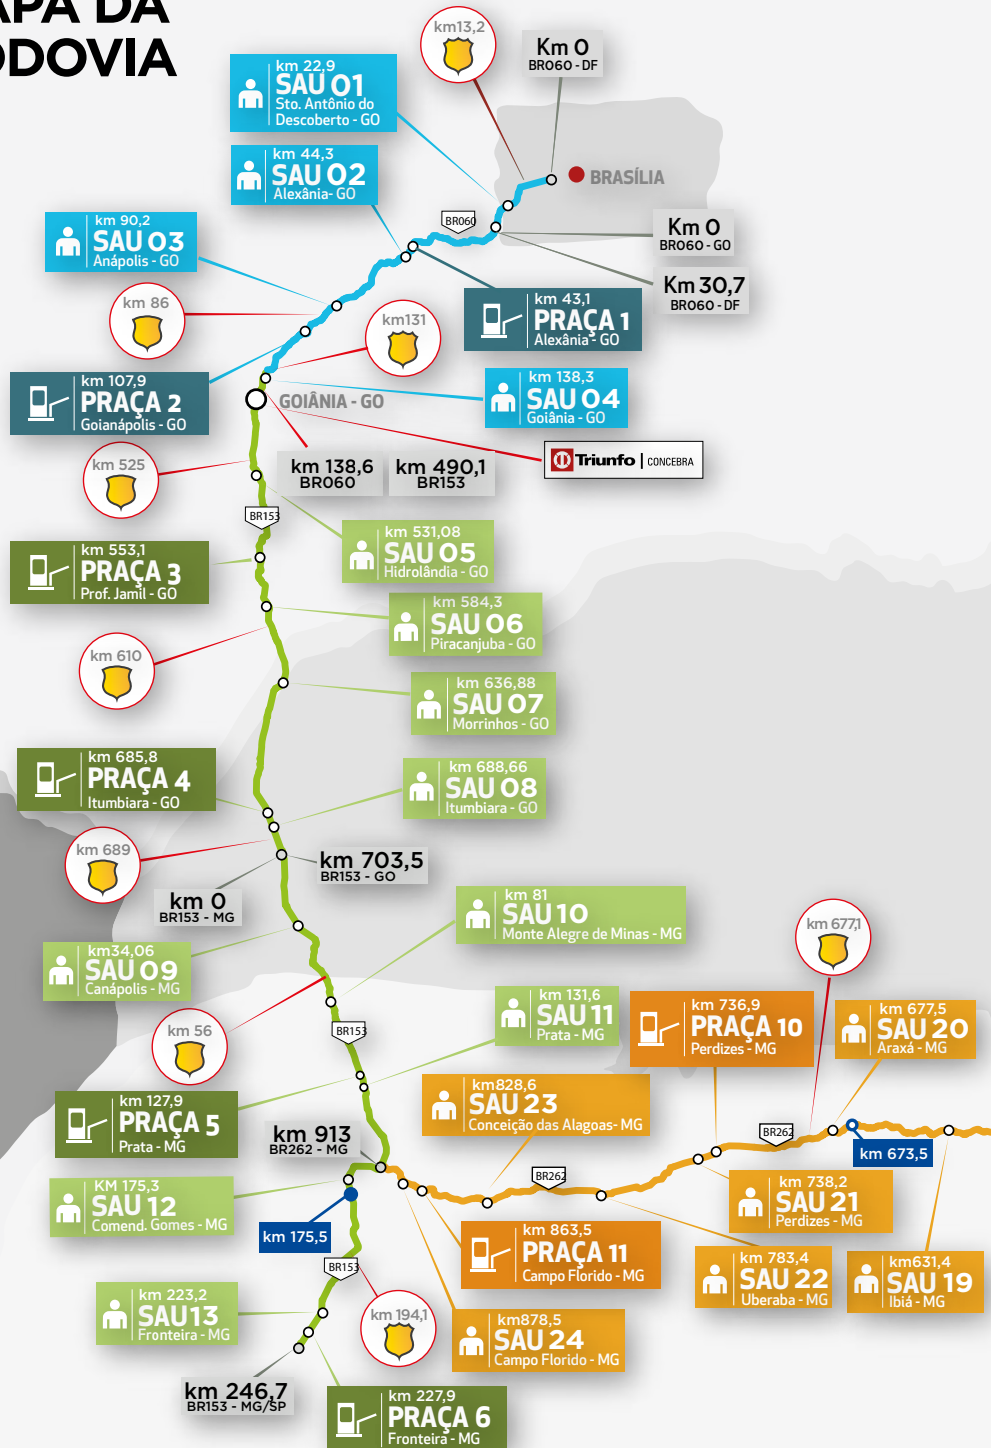 APA DA
ODOVIA
km13,2
Km 0
BR060 - DF
km 22,9
SAU 01
Sto. Antônio do
Descoberto - GO
km 44,3
SAU 02
Alexânia- GO
BRASÍLIA
BR060
km 90,2
SAU 03
Anápolis - GO
Km 0
BR060 - GO
Km 30,7
BR060 - DF
km 86
km 43,1
PRAÇA 1
Alexânia - GO
km131
km 107,9
PRAÇA 2
Goianápolis - GO
km 138,3
SAU 04
Goiânia - GO
GOIÂNIA - GO
km 525
km 138,6
BR060
km 490,1
BR153
Triunfo | CONCEBRA
BR153
km 531,08
SAU 05
Hidrolândia - GO
km 553,1
PRAÇA 3
Prof. Jamil - GO
km 584,3
SAU 06
Piracanjuba - GO
km 610
km 636,88
SAU 07
Morrinhos - GO
km 685,8
PRAÇA 4
Itumbiara - GO
km 688,66
SAU 08
Itumbiara - GO
km 689
km 703,5
BR153 - GO
km 0
BR153 - MG
km 81
SAU 10
Monte Alegre de Minas - MG
km 677,1
km34,06
SAU 09
Canápolis - MG
km 131,6
SAU 11
Prata - MG
km 736,9
PRAÇA 10
Perdizes - MG
km 677,5
SAU 20
Araxá - MG
km 56
BR153
km 127,9
PRAÇA 5
Prata - MG
km828,6
SAU 23
Conceição das Alagoas- MG
km 913
BR262 - MG
BR262
km 673,5
KM 175,3
SAU 12
Comend. Gomes - MG
BR262
km 738,2
SAU 21
Perdizes - MG
km 175,5
km 863,5
PRAÇA 11
Campo Florido - MG
km 783,4
SAU 22
Uberaba - MG
km631,4
SAU 19
Ibiá - MG
BR153
km 223,2
SAU13
Fronteira - MG
km 194,1
km878,5
SAU 24
Campo Florido - MG
km 246,7
BR153 - MG/SP
km 227,9
PRAÇA 6
Fronteira - MG